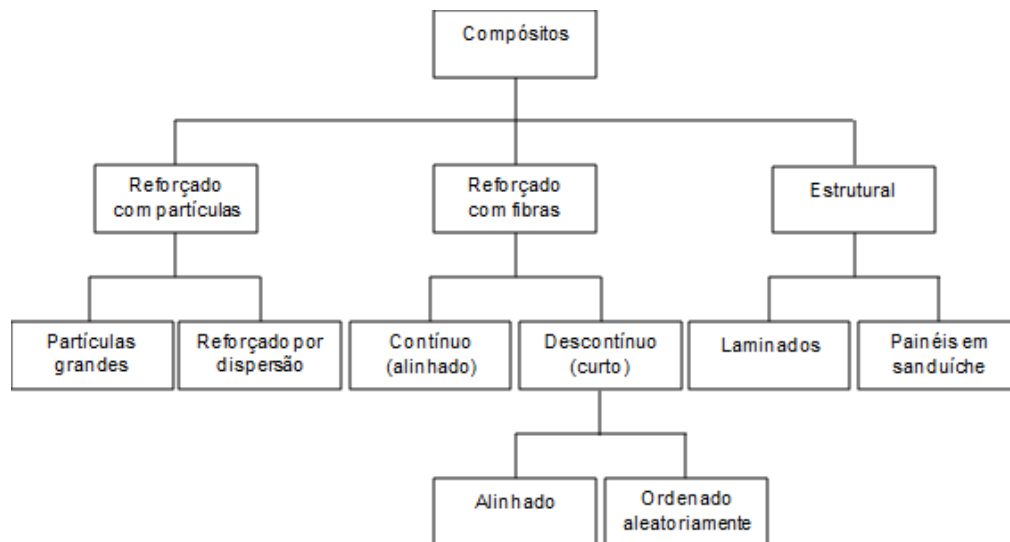 Compósitos
Reforçado
com partículas
Reforçado
com fibras
Estrutural
Partículas
grandes
Reforçado por
dispersão
Contínuo
(alinhado)
Descontínuo
(curto)
Laminados
Painéis em
sanduíche
Alinhado
Ordenado
aleatoriamente